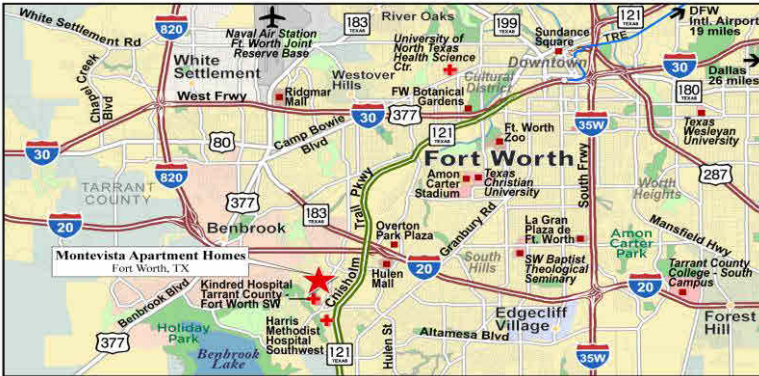 White Settlement Rd
820
Naval Air Station
Ft. Worth Joint
Reserve Base
183
TEXAS
River Oaks
199
TEXAS
Sundance
Square
121
TEXAS
DFW
Intl. Airport
19 miles
TRE
University of
North Texas
Health Science
Ctr.
Downtown
White
Settlement
Westover
Hills
Cultural
District
30
Dallas
26 miles
Chapel Creek
Blvd
Ridgmar
Mall
West Frwy
FW Botanical
Gardens
180
TEXAS
30
377
35W
Texas
Wesleyan
University
Camp Bowie
Blvd
121
TEXAS
Ft. Worth
Zoo
80
30
Fort Worth
820
TARRANT
COUNTY
377
Amon
Carter
Stadium
Texas
Christian
University
South Frwy
Worth
Heights
287
183
TEXAS
Chisholm Trail Pkwy
20
Benbrook
Overton
Park Plaza
Granbury Rd
La Gran
Plaza de
Ft. Worth
Amon
Carter
Park
Mansfield Hwy
Montevista Apartment Homes
Fort Worth, TX
Hulen
Mall
20
South
Hills
SW Baptist
Theological
Seminary
Tarrant County
College - South
Campus
Kindred Hospital
Tarrant County -
Fort Worth SW
20
Benbrook Blvd
Holiday
Park
Harris
Methodist
Hospital
Southwest
Hulen St
Edgecliff
Village
Forest
Hill
Altamesa Blvd
377
Benbrook
Lake
121
TEXAS
35W